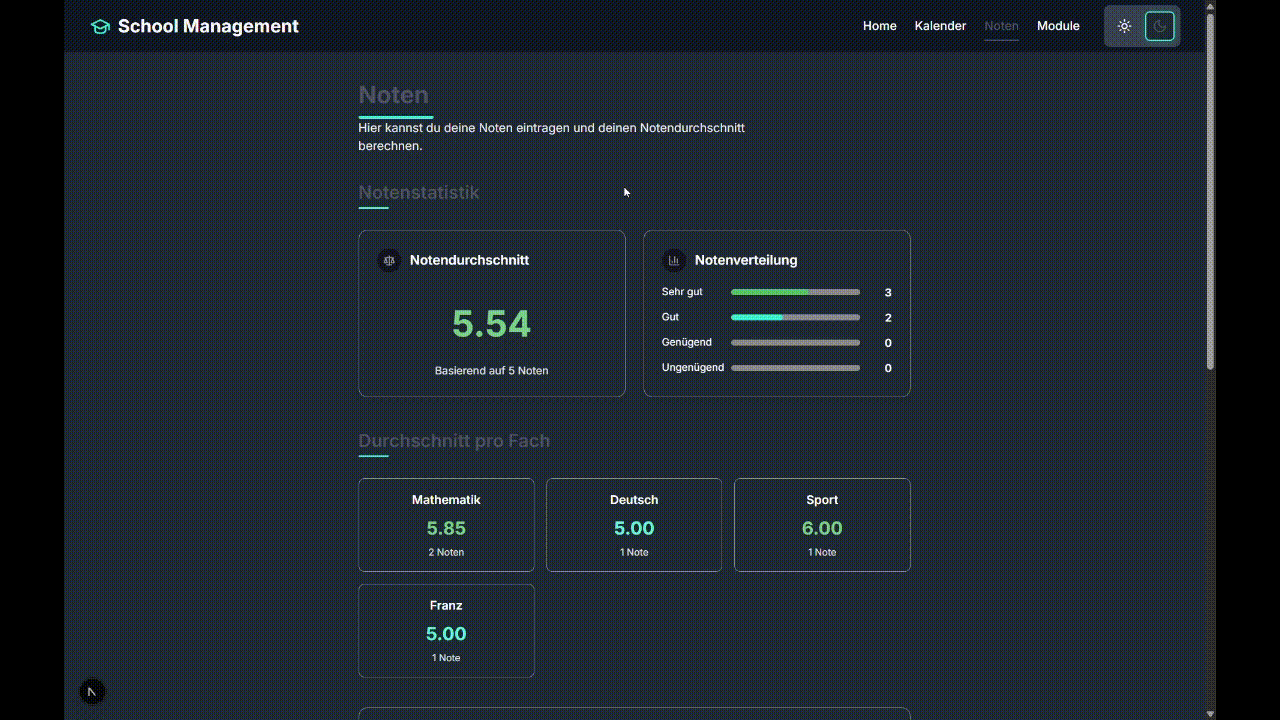 School Management
Home
Kalender
Noten
Module
Noten
Hier kannst du deine Noten eintragen und deinen Notendurchschnitt
berechnen.
Notenstatistik
Notendurchschnitt
5.54
Basierend auf 5 Noten
Notenverteilung
Sehr gut 3
Gut 2
Genügend 0
Ungenügend 0
Durchschnitt pro Fach
Mathematik
5.85
2 Noten
Deutsch
5.00
1 Note
Sport
6.00
1 Note
Franz
5.00
1 Note
N